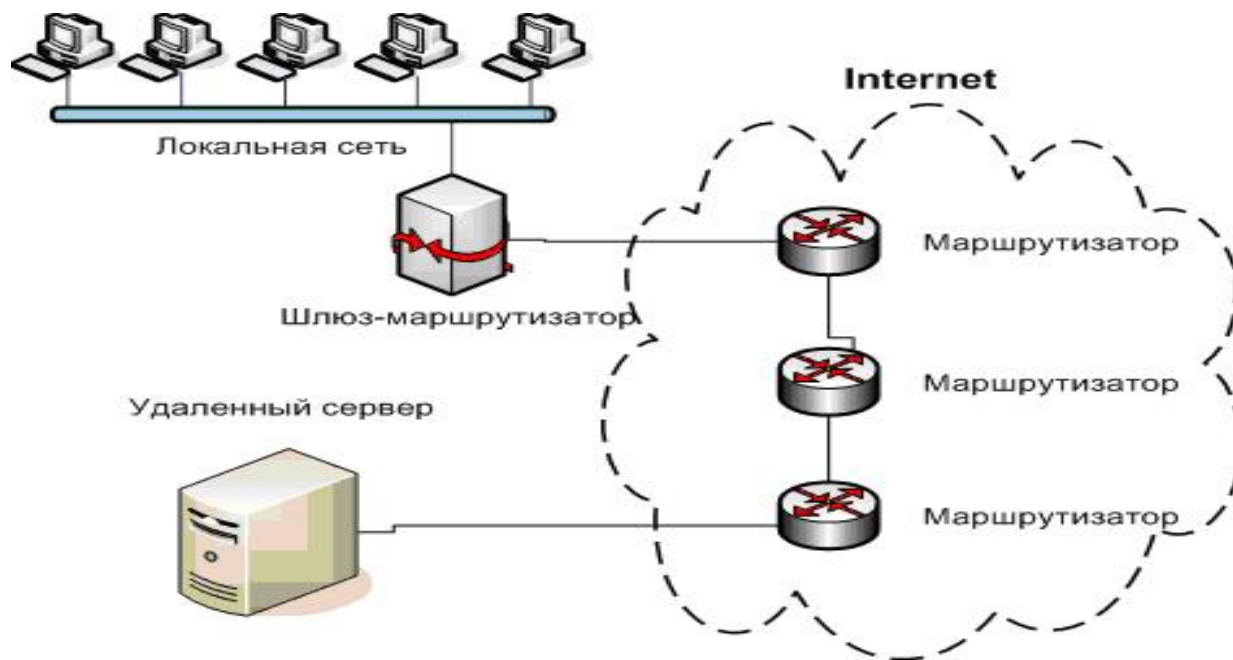 Internet
Локальная сеть
Маршрутизатор
Шлюз-маршрутизатор
Маршрутизатор
Удаленный сервер
Маршрутизатор